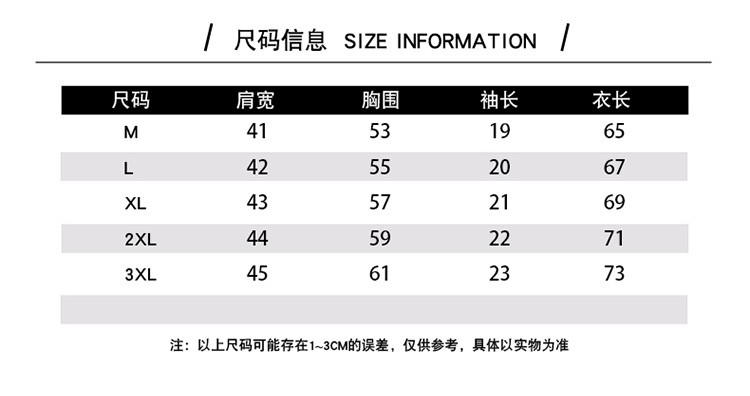 / 尺码信息 SIZE INFORMATION /
尺码 肩宽 胸围 袖长 衣长
M 41 53 19 65
L 42 55 20 67
XL 43 57 21 69
2XL 44 59 22 71
3XL 45 61 23 73
注：以上尺码可能存在1~3CM的误差，仅供参考，具体以实物为准